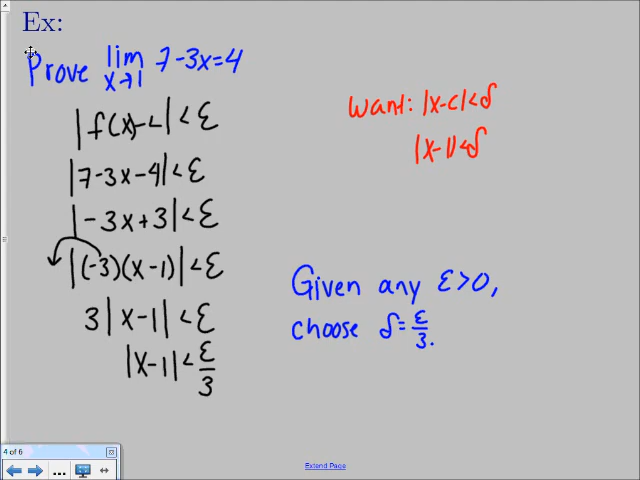 Ex:
Prove lim x→1 7-3x=4
|f(x)-L|<ε
|7-3x-4|<ε
|-3x+3|<ε
|(-3)(x-1)|<ε
3|x-1|<ε
|x-1|<ε/3
Want: |x-c|<δ
|x-1|<δ
Given any ε>0,
choose δ=ε/3.
4 of 6
...
Extend Page